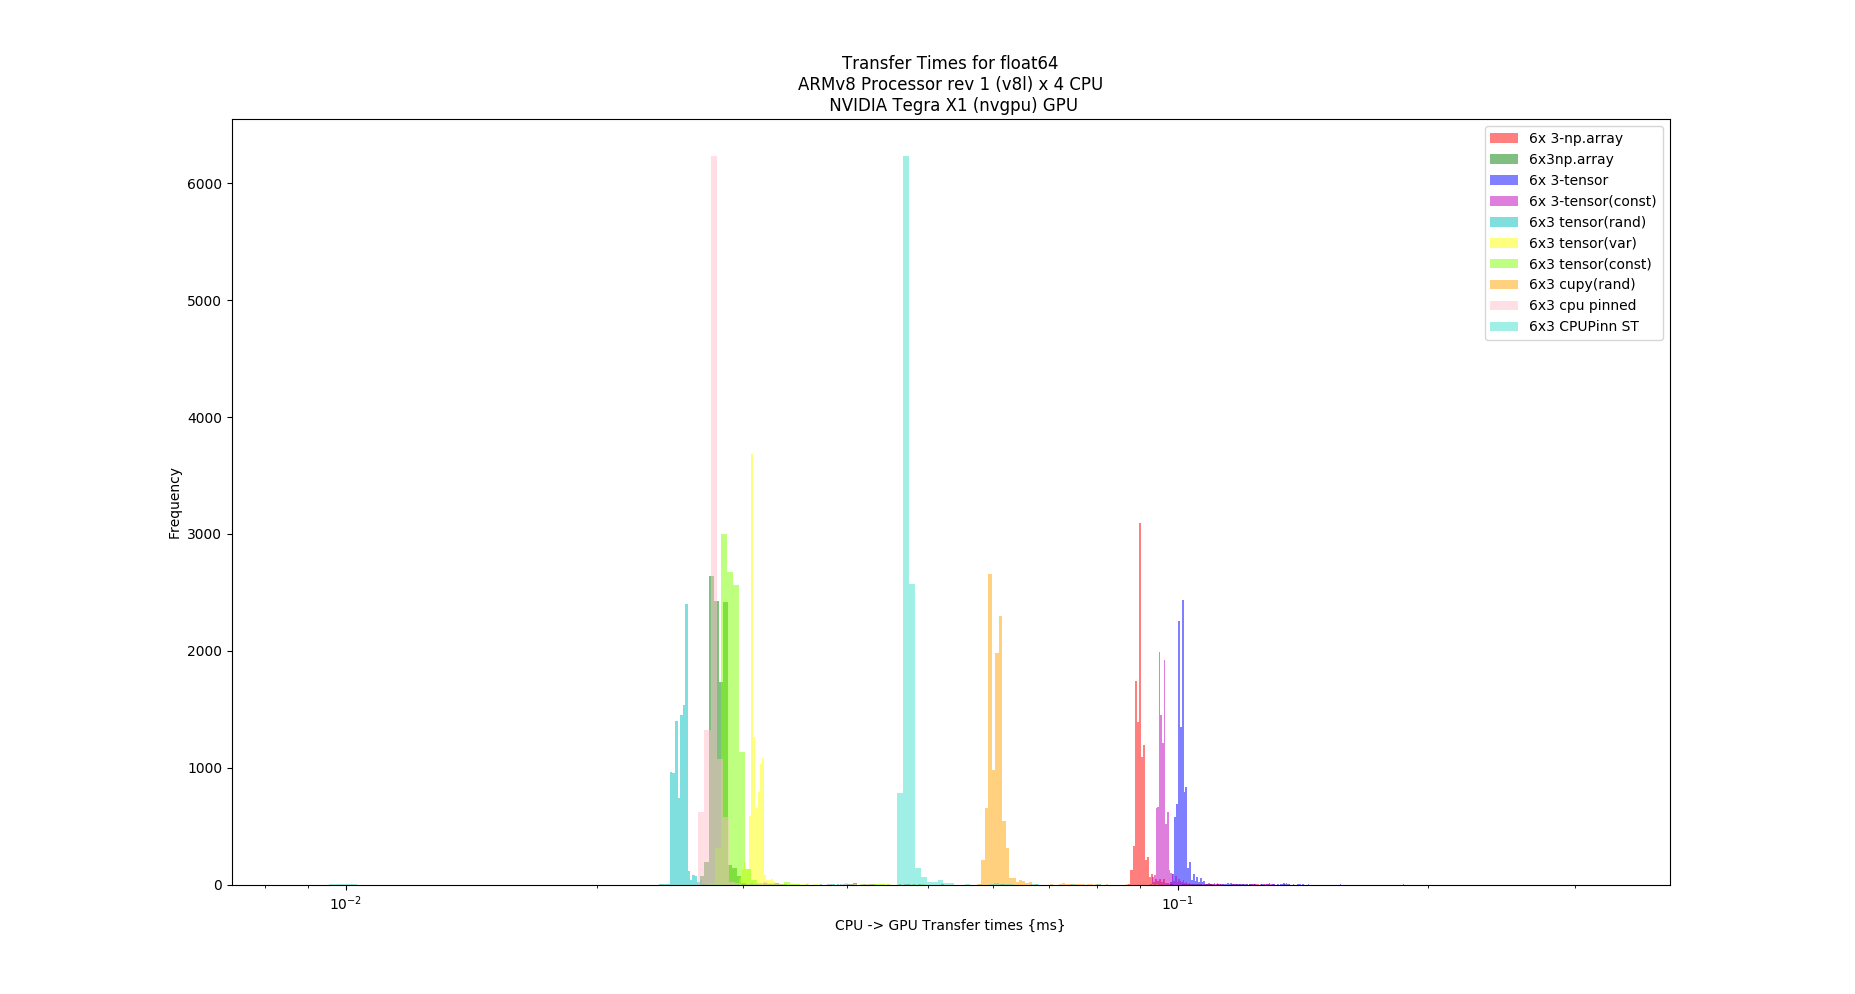 Transfer Times for float64
ARMv8 Processor rev 1 (v8l) x 4 CPU
NVIDIA Tegra X1 (nvgpu) GPU
6x 3-np.array
6x3np.array
6x 3-tensor
6x 3-tensor(const)
6x3 tensor(rand)
6x3 tensor(var)
6x3 tensor(const)
6x3 cupy(rand)
6x3 cpu pinned
6x3 CPUPinn ST
Frequency
6000
5000
4000
3000
2000
1000
0
10⁻² 10⁻¹
CPU -> GPU Transfer times {ms}